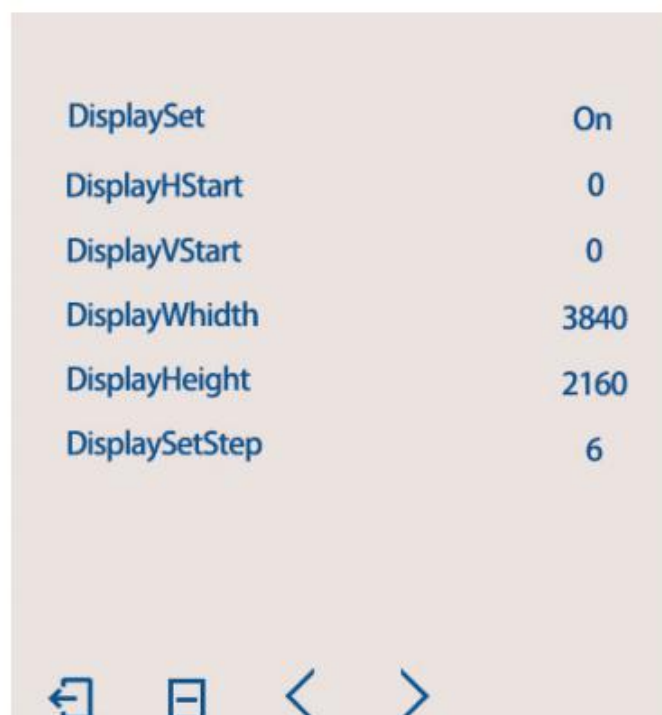 DisplaySet On
DisplayHStart 0
DisplayVStart 0
DisplayWhidth 3840
DisplayHeight 2160
DisplaySetStep 6